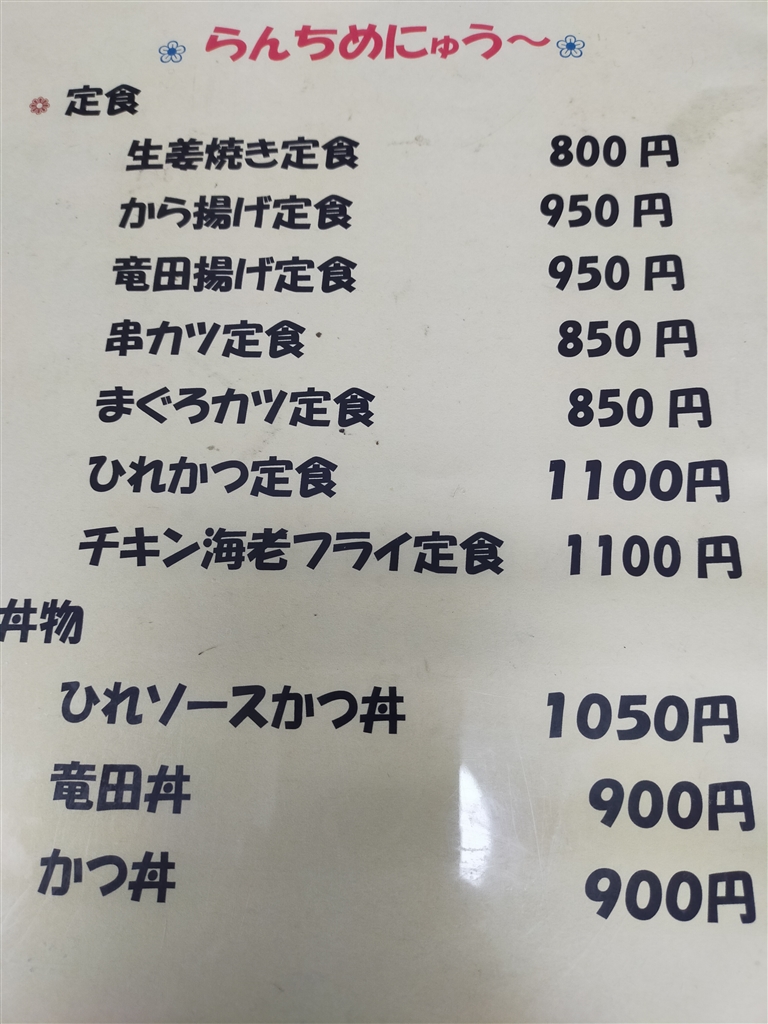 らんちめにゅう～
定食
生姜焼き定食 800円
から揚げ定食 950円
竜田揚げ定食 950円
串カツ定食 850円
まぐろカツ定食 850円
ひれかつ定食 1100円
チキン海老フライ定食 1100円
丼物
ひれソースかつ丼 1050円
竜田丼 900円
かつ丼 900円